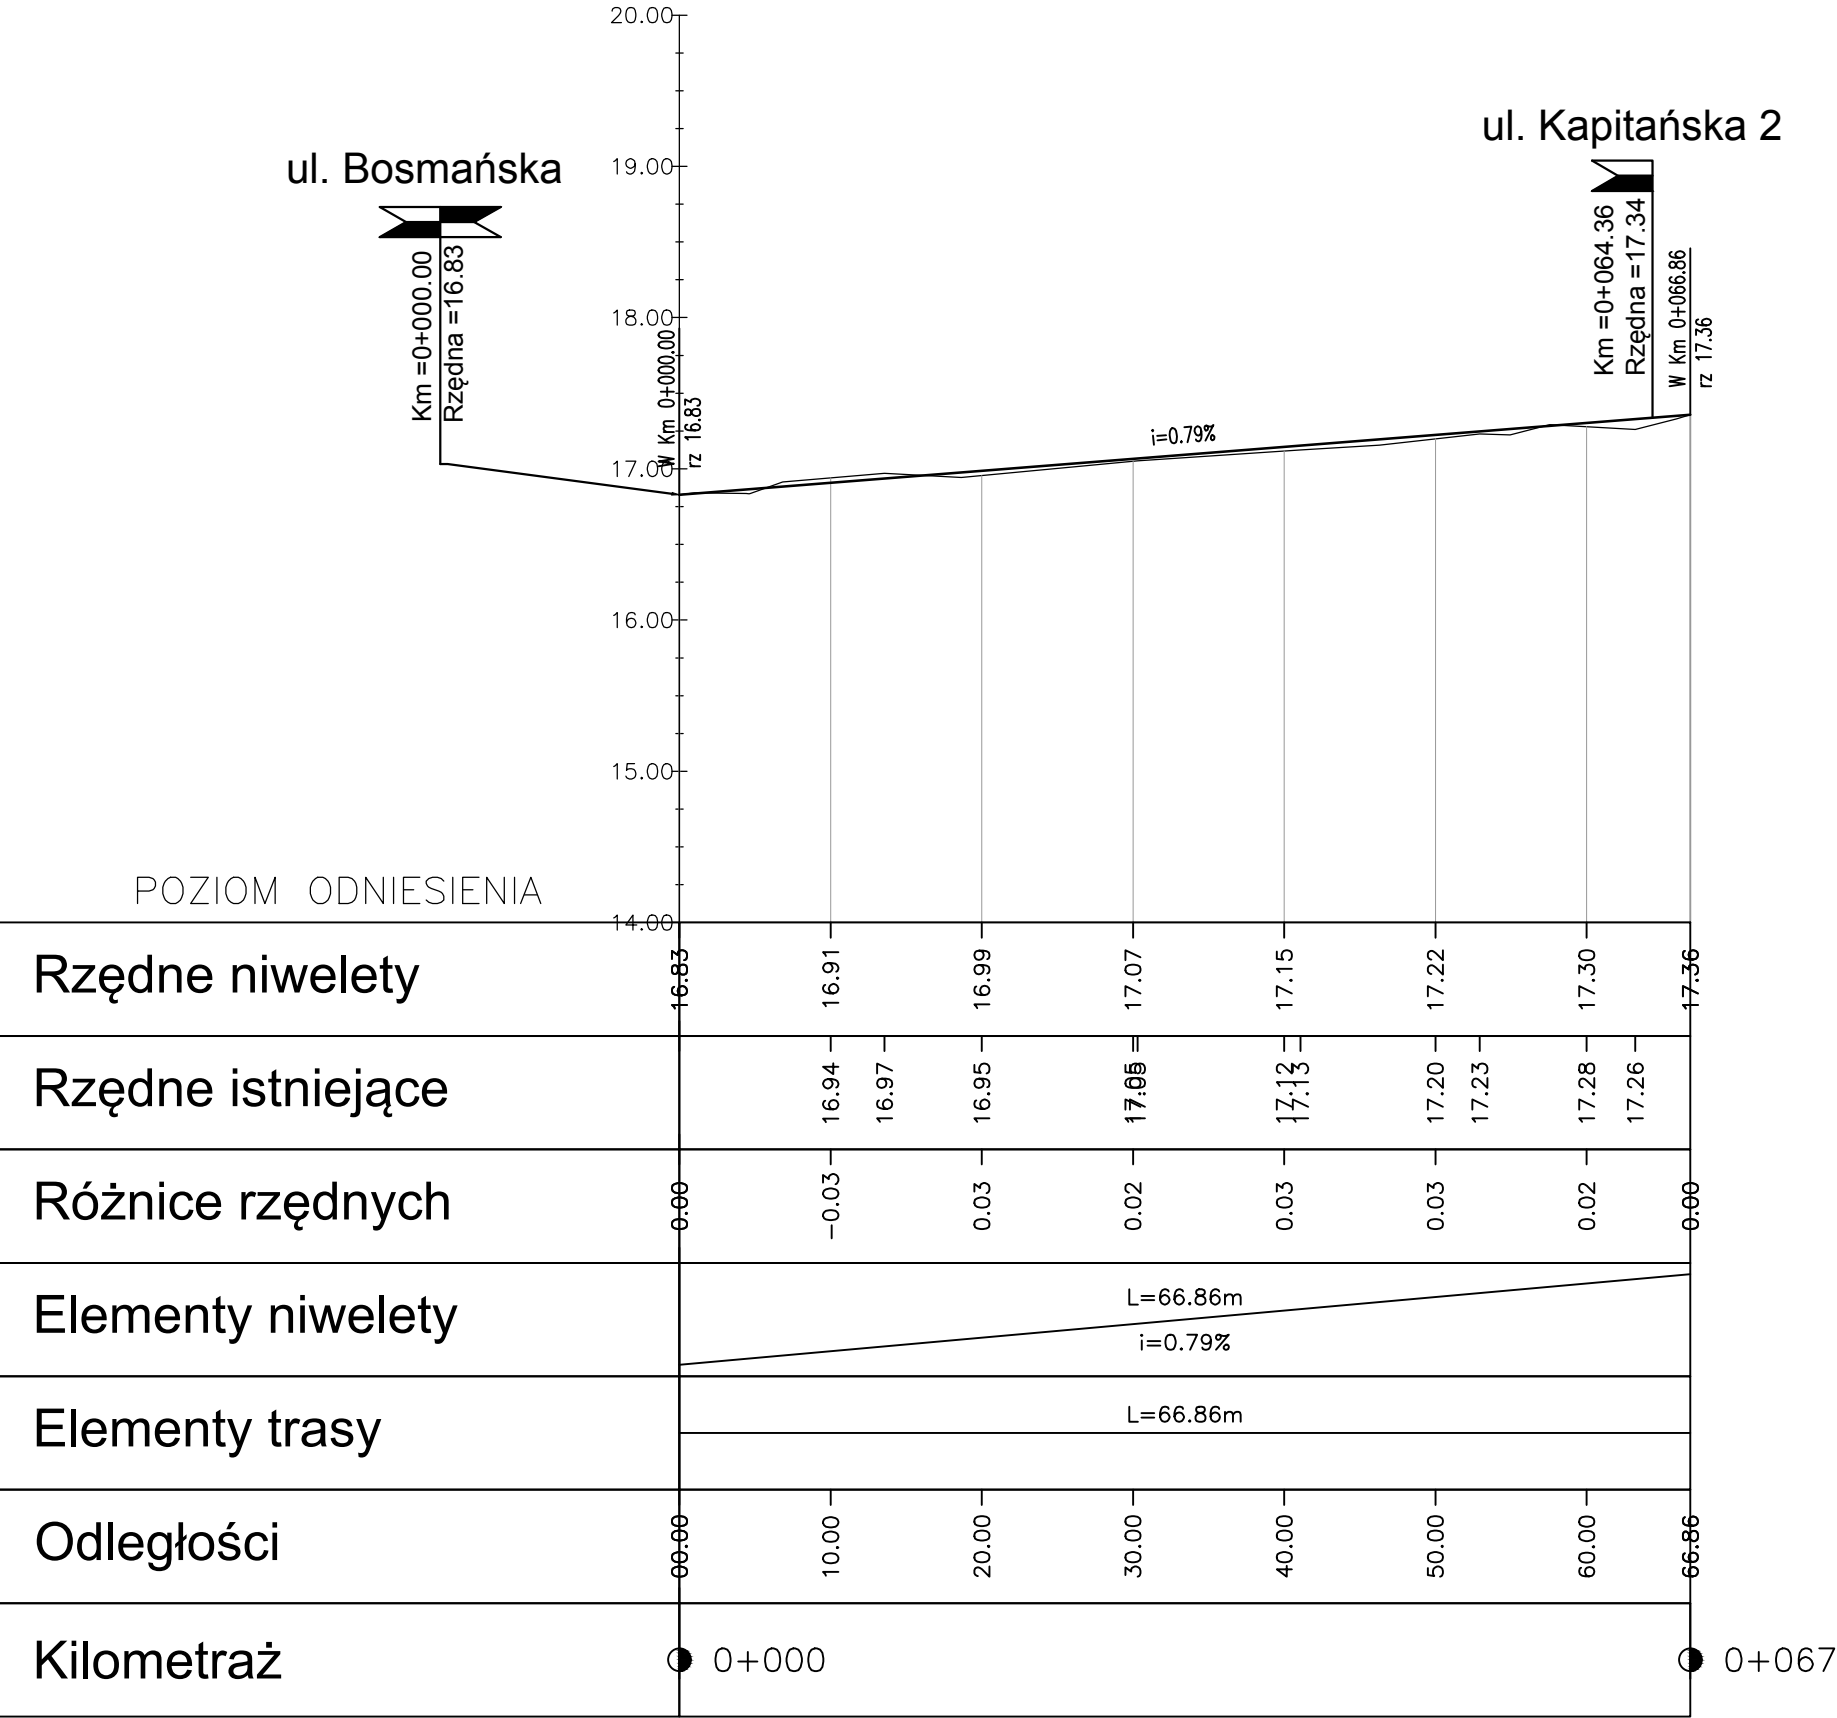 20.00
ul. Kapitańska 2
ul. Bosmańska
19.00
Km =0+000.00
Rzędna =16.83
Km =0+064.36
Rzędna =17.34
W Km 0+066.86
rz 17.36
18.00
W Km 0+000.00
rz 16.83
i=0.79%
17.00
16.00
15.00
POZIOM ODNIESIENIA
14.00
Rzędne niwelety 16.83 16.91 16.99 17.07 17.15 17.22 17.30 17.36
Rzędne istniejące 16.94 16.97 16.95 17.05 17.12 17.13 17.20 17.23 17.28 17.26
Różnice rzędnych 0.00 -0.03 0.03 0.02 0.03 0.03 0.02 0.00
Elementy niwelety L=66.86m
i=0.79%
Elementy trasy L=66.86m
Odległości 00.00 10.00 20.00 30.00 40.00 50.00 60.00 66.86
Kilometraż 0+000 0+067